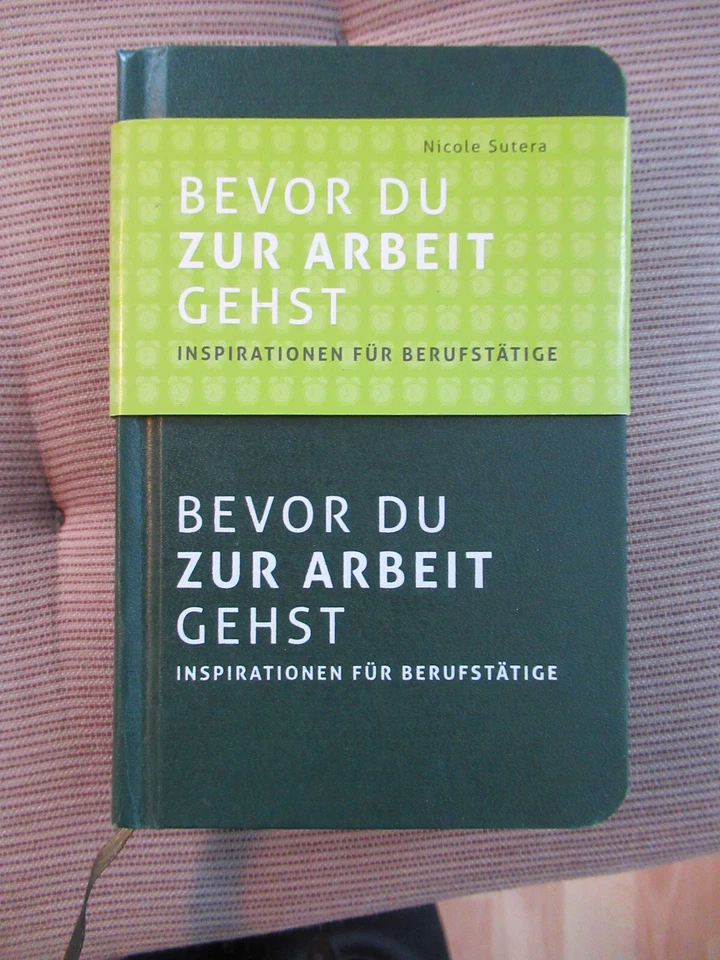 Nicole Sutera
BEVOR DU
ZUR ARBEIT
GEHST
INSPIRATIONEN FÜR BERUFSTÄTIGE
BEVOR DU
ZUR ARBEIT
GEHST
INSPIRATIONEN FÜR BERUFSTÄTIGE